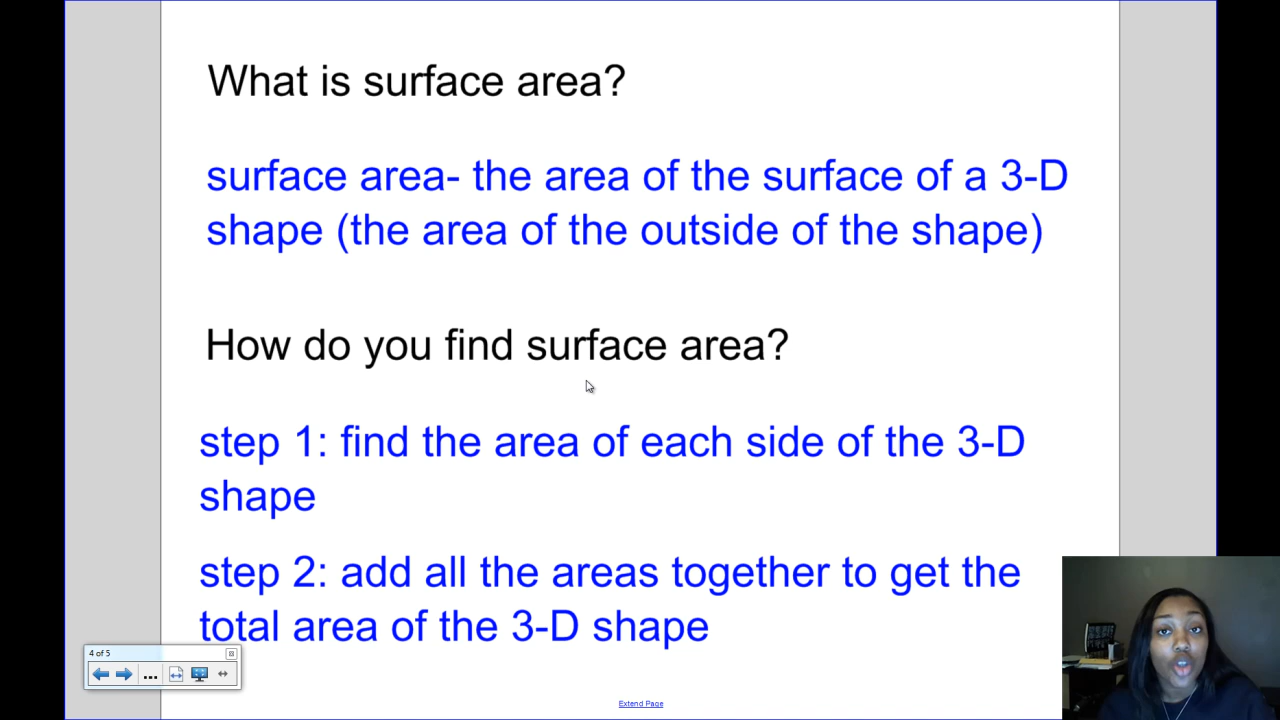 What is surface area?
surface area- the area of the surface of a 3-D
shape (the area of the outside of the shape)
How do you find surface area?
step 1: find the area of each side of the 3-D
shape
step 2: add all the areas together to get the
total area of the 3-D shape
4 of 5
Extend Page